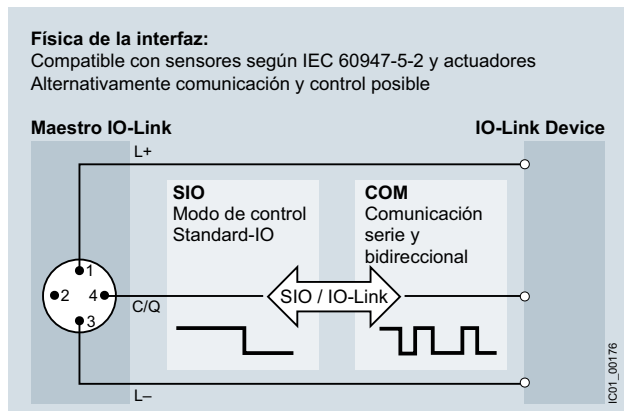 Física de la interfaz:
Compatible con sensores según IEC 60947-5-2 y actuadores
Alternativamente comunicación y control posible
Maestro IO-Link
IO-Link Device
L+
SIO
Modo de control
Standard-IO
COM
Comunicación
serie y
bidireccional
1
2
4
3
C/Q
SIO / IO-Link
L–
IC01_00176